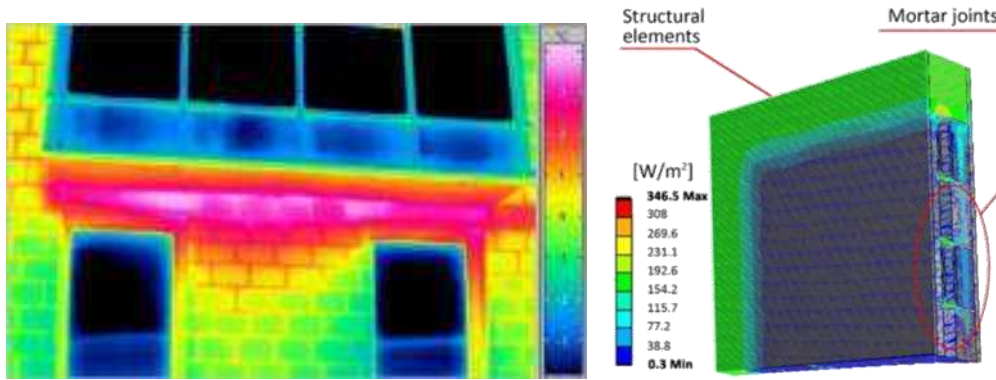 Structural
elements
Mortar joints
[W/m²]
346.5 Max
308
269.6
231.1
192.6
154.2
115.7
77.2
38.8
0.3 Min